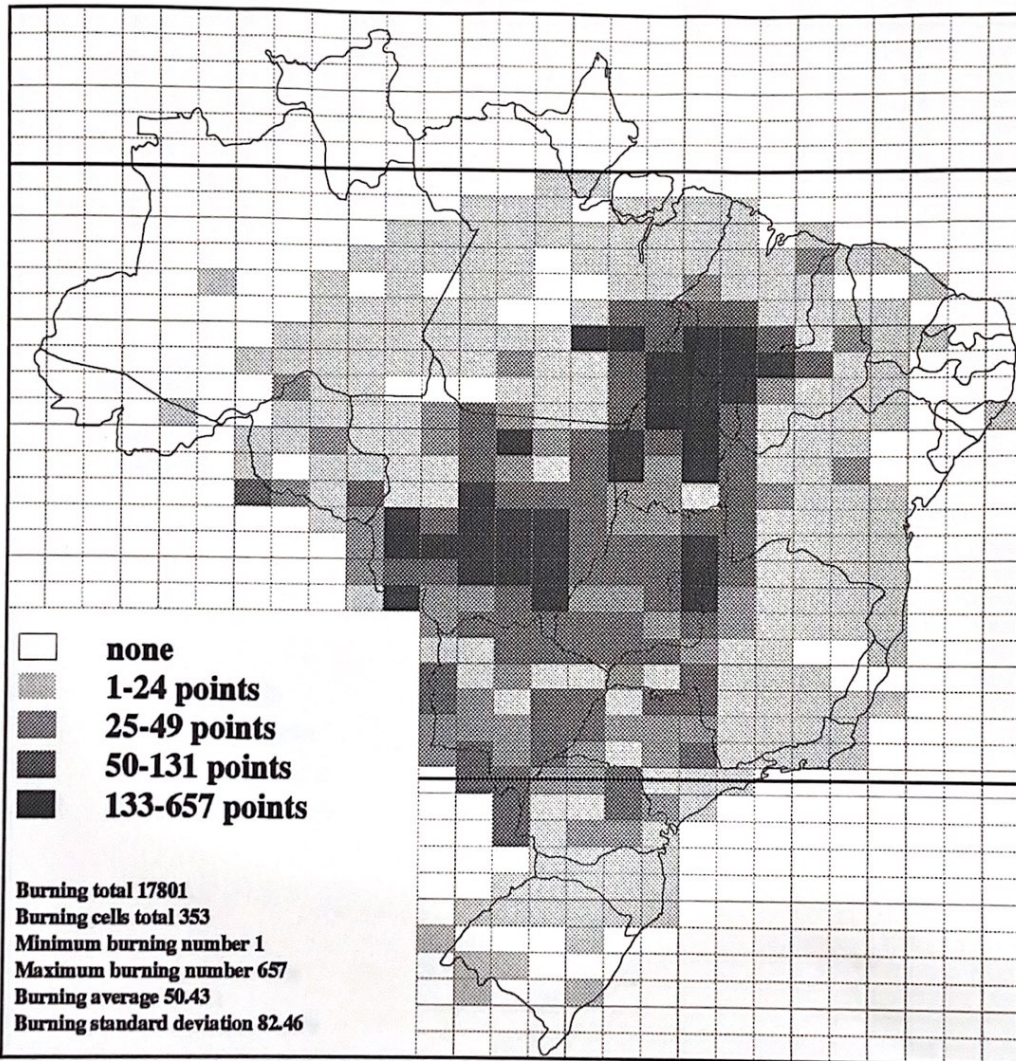 none
1-24 points
25-49 points
50-131 points
133-657 points
Burning total 17801
Burning cells total 353
Minimum burning number 1
Maximum burning number 657
Burning average 50.43
Burning standard deviation 82.46